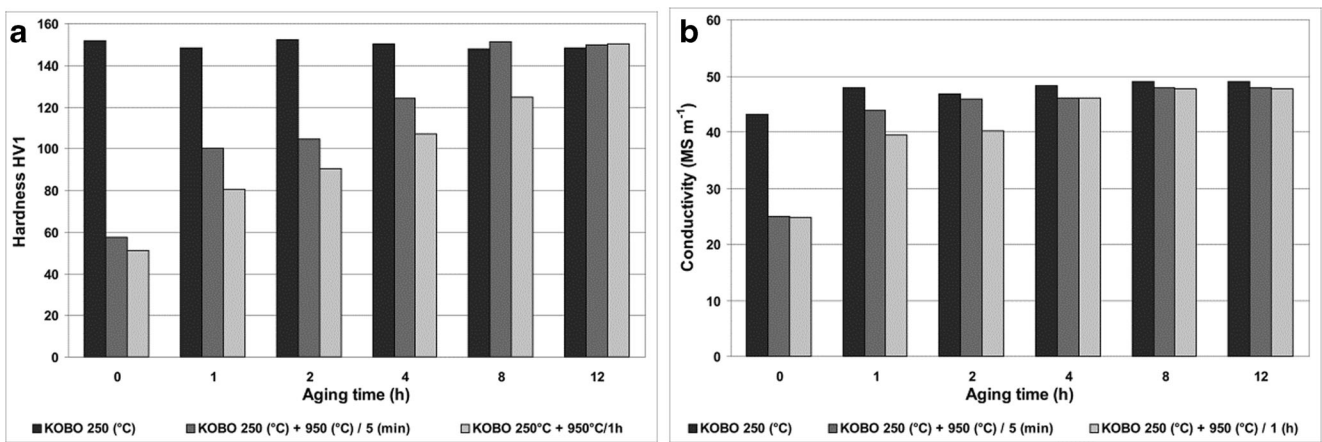 a
Hardness HV1
160
140
120
100
80
60
40
20
0
0 1 2 4 8 12
Aging time (h)
KOBO 250 (°C) KOBO 250 (°C) + 950 (°C) / 5 (min) KOBO 250°C + 950°C/1h
b
Conductivity (MS m⁻¹)
60
50
40
30
20
10
0
0 1 2 4 8 12
Aging time (h)
KOBO 250 (°C) KOBO 250 (°C) + 950 (°C) / 5 (min) KOBO 250 (°C) + 950 (°C) / 1 (h)